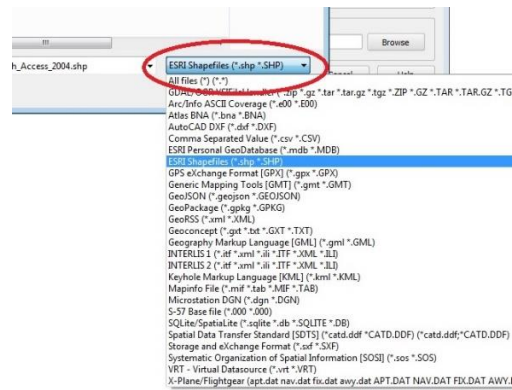 Browse
h_Access_2004.shp
ESRI Shapefiles (*.shp *.SHP)
Help
All files (*) (*.*)
Arc/Info ASCII Coverage (*.e00 *.E00)
Atlas BNA (*.bna *.BNA)
AutoCAD DXF (*.dxf *.DXF)
Comma Separated Value (*.csv *.CSV)
ESRI Personal GeoDatabase (*.mdb *.MDB)
ESRI Shapefiles (*.shp *.SHP)
GPS eXchange Format [GPX] (*.gpx *.GPX)
Generic Mapping Tools [GMT] (*.gmt *.GMT)
GeoJSON (*.geojson *.GEOJSON)
GeoPackage (*.gpkg *.GPKG)
GeoRSS (*.xml *.XML)
Geoconcept (*.gxt *.txt *.GXT *.TXT)
Geography Markup Language [GML] (*.gml *.GML)
INTERLIS 1 (*.itf *.xml *.ili *.ITF *.XML *.ILI)
INTERLIS 2 (*.itf *.xml *.ili *.ITF *.XML *.ILI)
Keyhole Markup Language [KML] (*.kml *.KML)
Mapinfo File (*.mif *.tab *.MIF *.TAB)
Microstation DGN (*.dgn *.DGN)
S-57 Base file (*.000 *.000)
SQLite/SpatiaLite (*.sqlite *.db *.SQLITE *.DB)
Spatial Data Transfer Standard [SDTS] (*catd.ddf *CATD.DDF) (*catd.ddf;*CATD.DDF)
Storage and eXchange Format (*.sxf *.SXF)
Systematic Organization of Spatial Information [SOSI] (*.sos *.SOS)
VRT - Virtual Datasource (*.vrt *.VRT)
X-Plane/Flightgear (apt.dat nav.dat fix.dat awy.dat APT.DAT NAV.DAT FIX.DAT AWY.